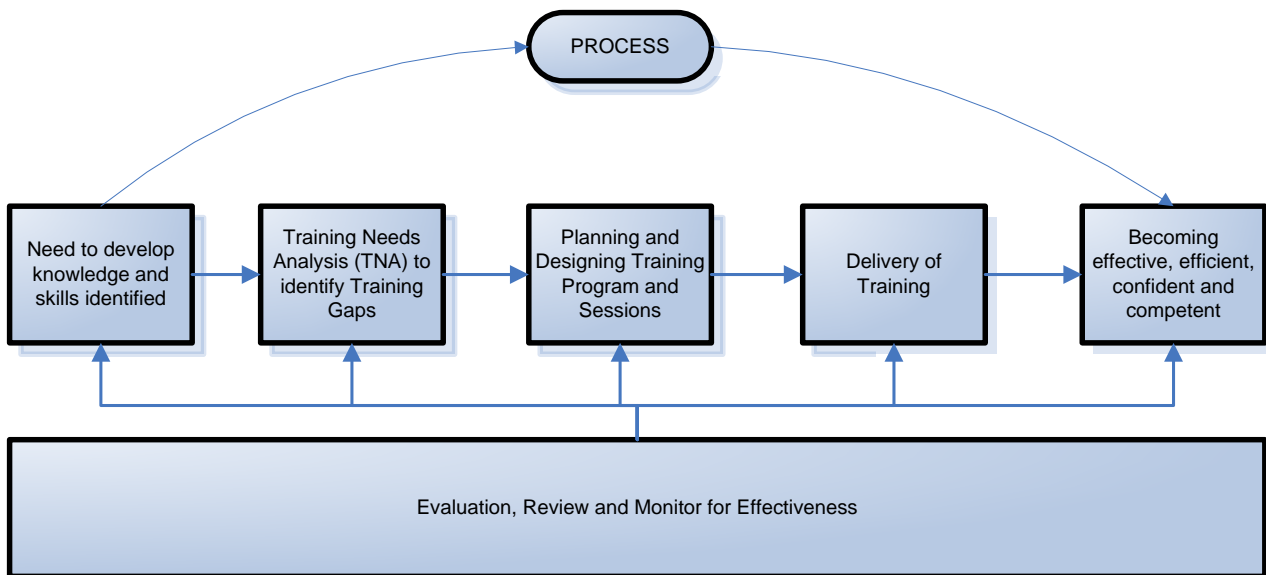 PROCESS
Need to develop
knowledge and
skills identified
Training Needs
Analysis (TNA) to
identify Training
Gaps
Planning and
Designing Training
Program and
Sessions
Delivery of
Training
Becoming
effective, efficient,
confident and
competent
Evaluation, Review and Monitor for Effectiveness